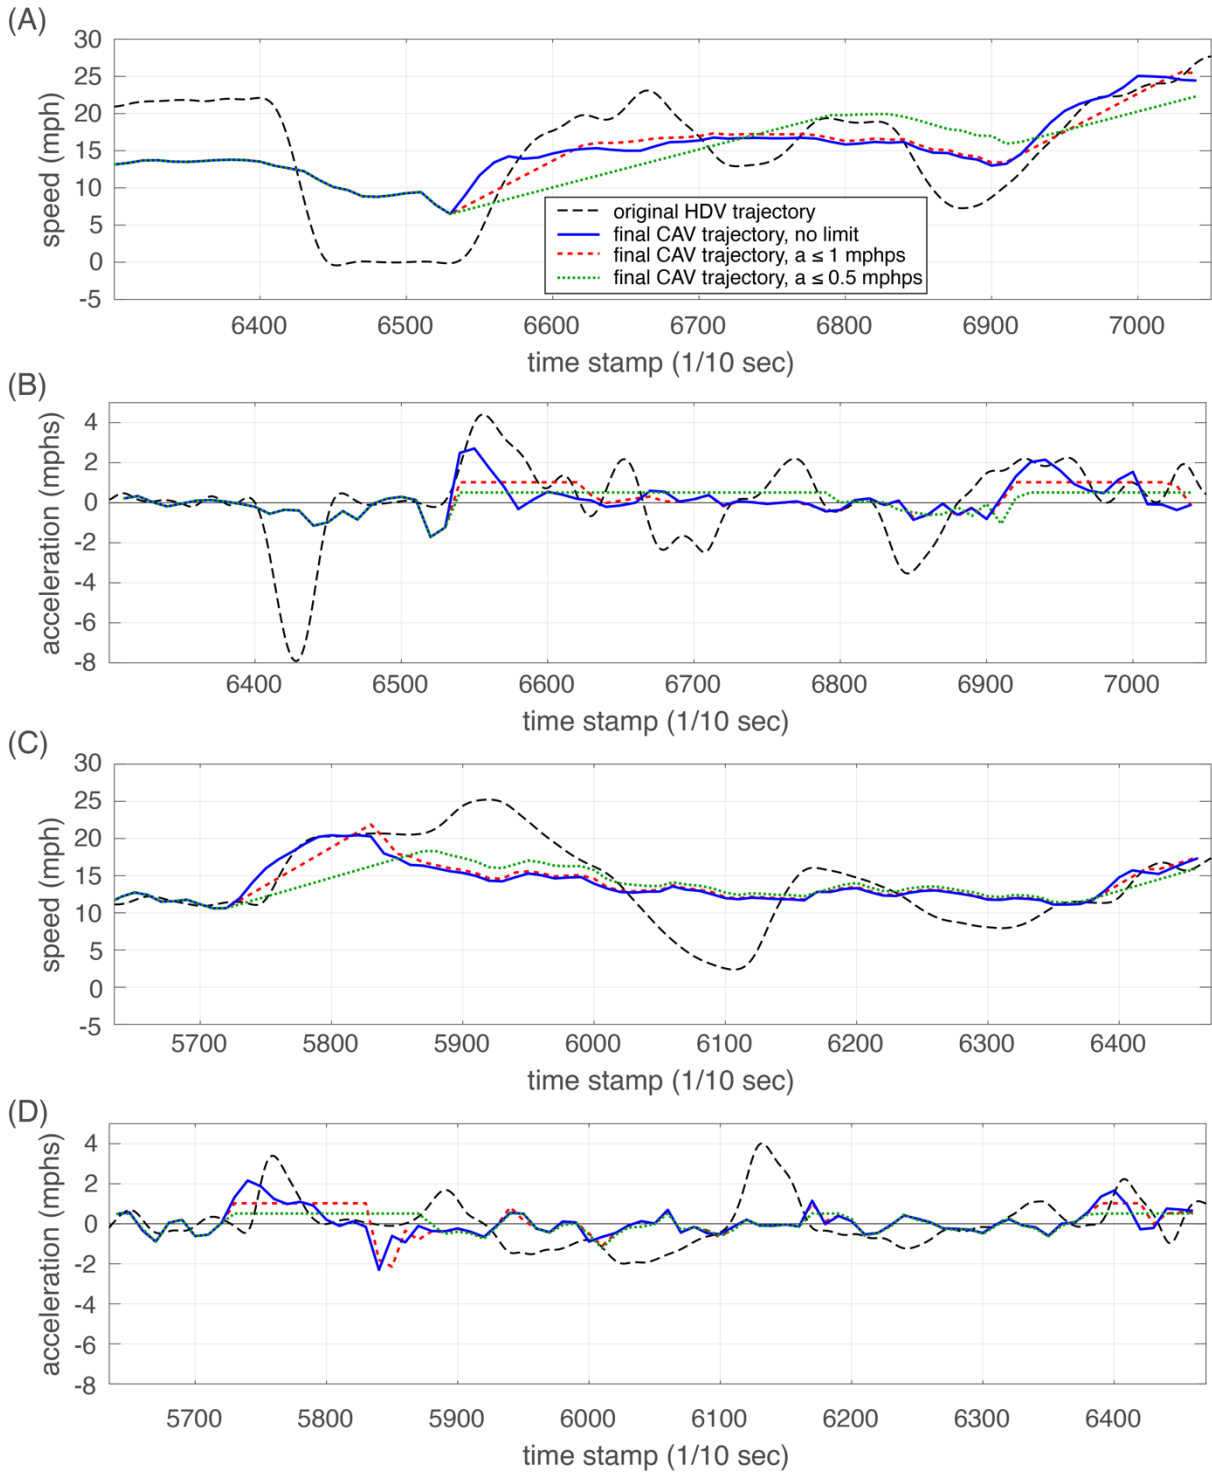 (A)
30
25
20
15
10
5
0
-5
speed (mph)
original HDV trajectory
final CAV trajectory, no limit
final CAV trajectory, a ≤ 1 mphps
final CAV trajectory, a ≤ 0.5 mphps
6400 6500 6600 6700 6800 6900 7000
time stamp (1/10 sec)
(B)
4
2
0
-2
-4
-6
-8
acceleration (mphs)
6400 6500 6600 6700 6800 6900 7000
time stamp (1/10 sec)
(C)
30
25
20
15
10
5
0
-5
speed (mph)
5700 5800 5900 6000 6100 6200 6300 6400
time stamp (1/10 sec)
(D)
4
2
0
-2
-4
-6
-8
acceleration (mphs)
5700 5800 5900 6000 6100 6200 6300 6400
time stamp (1/10 sec)